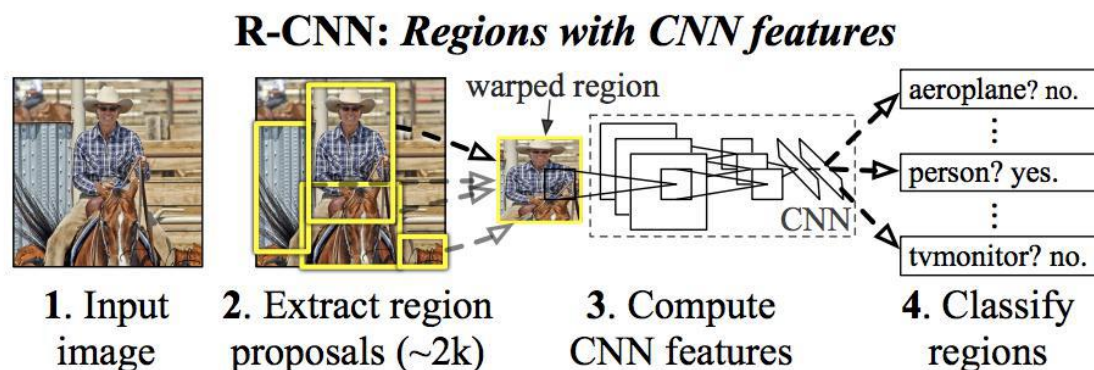 R-CNN: Regions with CNN features
warped region
aeroplane? no.
⋮
person? yes.
⋮
tvmonitor? no.
CNN
1. Input
image
2. Extract region
proposals (~2k)
3. Compute
CNN features
4. Classify
regions